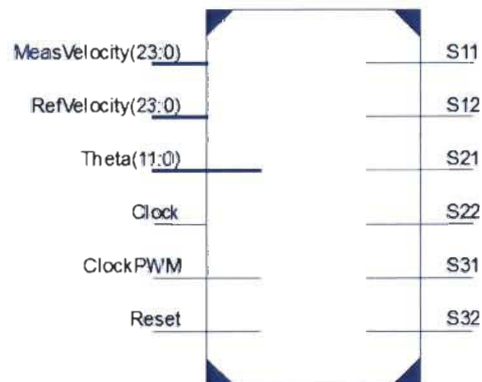 MeasVelocity(23:0)
RefVelocity(23:0)
Theta(11:0)
Clock
ClockPWM
Reset
S11
S12
S21
S22
S31
S32